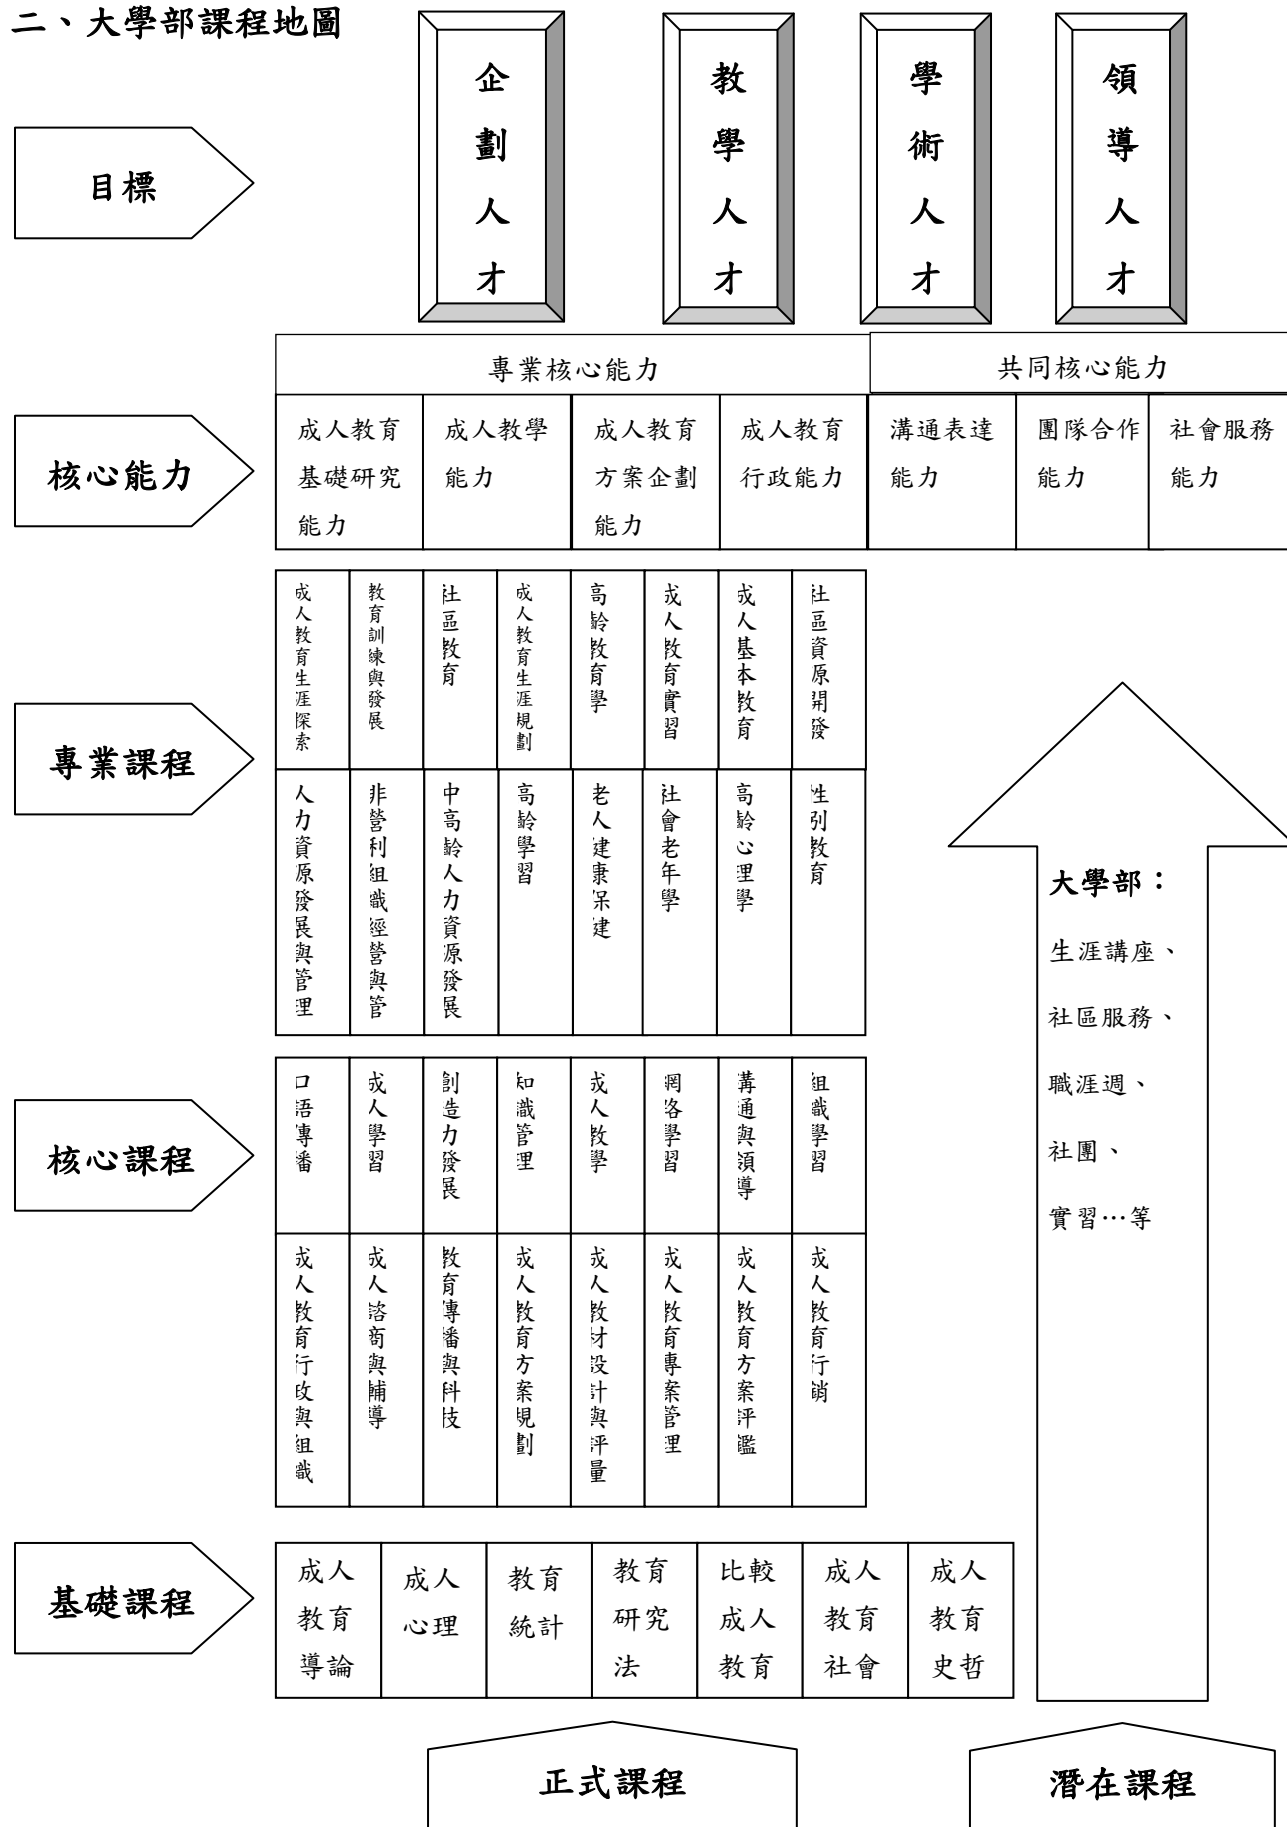 二、大學部課程地圖
企劃人才
教學人才
學術人才
領導人才
目標
專業核心能力
共同核心能力
核心能力
成人教育
基礎研究
能力
成人教學
能力
成人教育
方案企劃
能力
成人教育
行政能力
溝通表達
能力
團隊合作
能力
社會服務
能力
專業課程
成人教育生涯探索
教育訓練與發展
社區教育
成人教育生涯規劃
高齡教育學
成人教育實習
成人基本教育
社區資源開發
人力資源發展與管理
非營利組織經營與管
中高齡人力資源發展
高齡學習
老人健康保健
社會老年學
高齡心理學
性別教育
核心課程
口語傳播
成人學習
創造力發展
知識管理
成人教學
網路學習
溝通與領導
組織學習
成人教育行政與組織
成人諮商與輔導
教育傳播與科技
成人教育方案規劃
成人教材設計與評量
成人教育專案管理
成人教育方案評鑑
成人教育行銷
大學部：
生涯講座、
社區服務、
職涯週、
社團、
實習…等
基礎課程
成人
教育
導論
成人
心理
教育
統計
教育
研究
法
比較
成人
教育
成人
教育
社會
成人
教育
史哲
正式課程
潛在課程